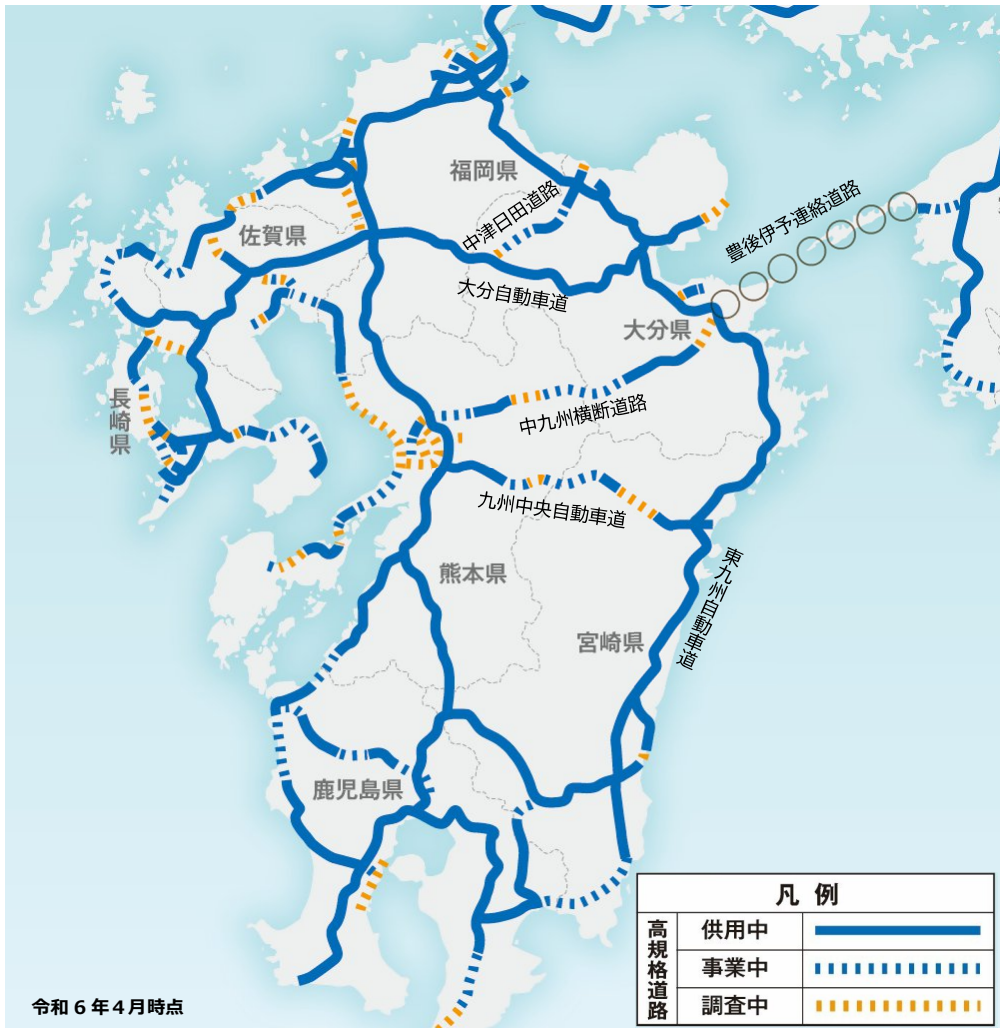 福岡県
中津日田道路
豊後伊予連絡道路
佐賀県
大分自動車道
大分県
長崎県
中九州横断道路
九州中央自動車道
東九州自動車道
熊本県
宮崎県
鹿児島県
凡 例
高規格道路
供用中
事業中
調査中
令和6年4月時点